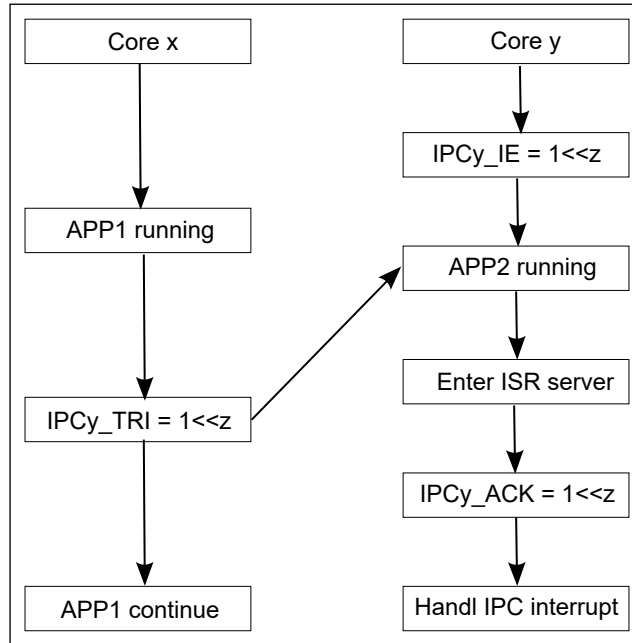 Core x
APP1 running
IPCy_TRI = 1<<z
APP1 continue
Core y
IPCy_IE = 1<<z
APP2 running
Enter ISR server
IPCy_ACK = 1<<z
Handl IPC interrupt